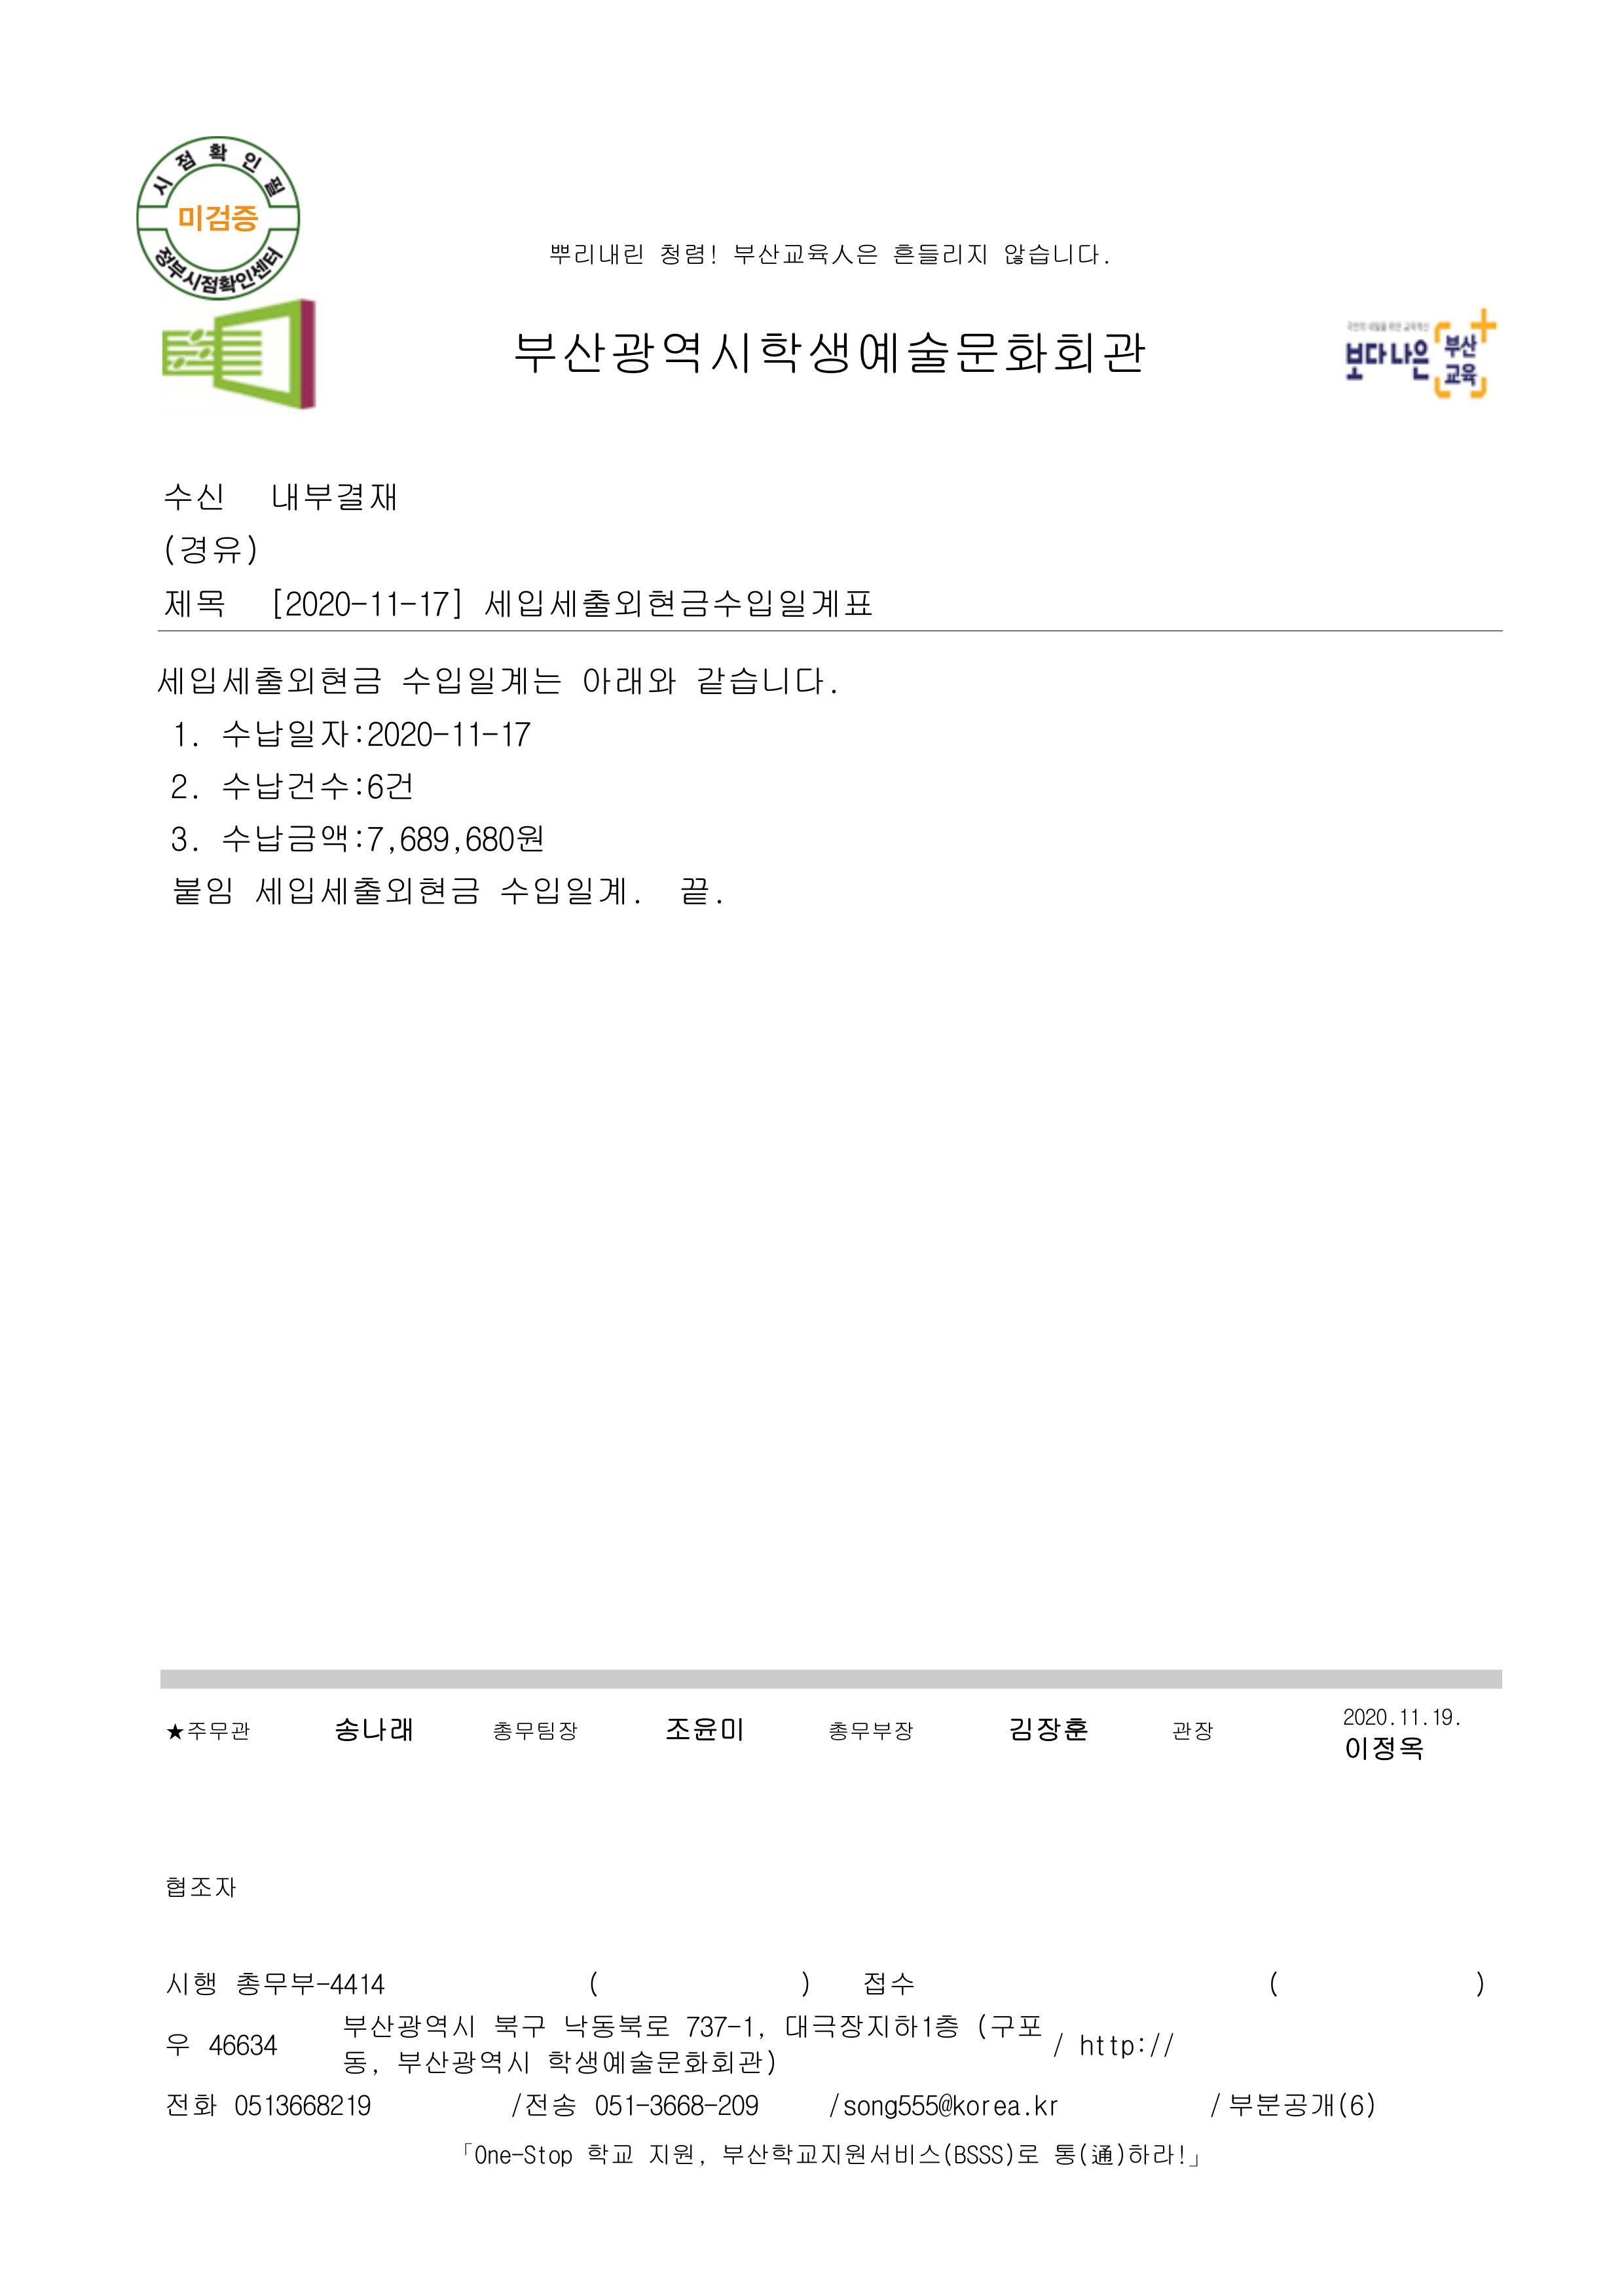 시점확인필
미검증
정부시점확인센터
뿌리내린 청렴! 부산교육人은 흔들리지 않습니다.
부산광역시학생예술문화회관
보다 나은 부산
교육
수신 내부결재
(경유)
제목 [2020-11-17] 세입세출외현금수입일계표
세입세출외현금 수입일계는 아래와 같습니다.
1. 수납일자:2020-11-17
2. 수납건수:6건
3. 수납금액:7,689,680원
붙임 세입세출외현금 수입일계. 끝.
★주무관 송나래 총무팀장 조윤미 총무부장 김장훈 관장 2020.11.19.
이정옥
협조자
시행 총무부-4414 ( ) 접수 ( )
우 46634 부산광역시 북구 낙동북로 737-1, 대극장지하1층 (구포
동, 부산광역시 학생예술문화회관) / http://
전화 0513668219 /전송 051-3668-209 /song555@korea.kr / 부분공개(6)
「One-Stop 학교 지원, 부산학교지원서비스(BSSS)로 통(通)하라!」